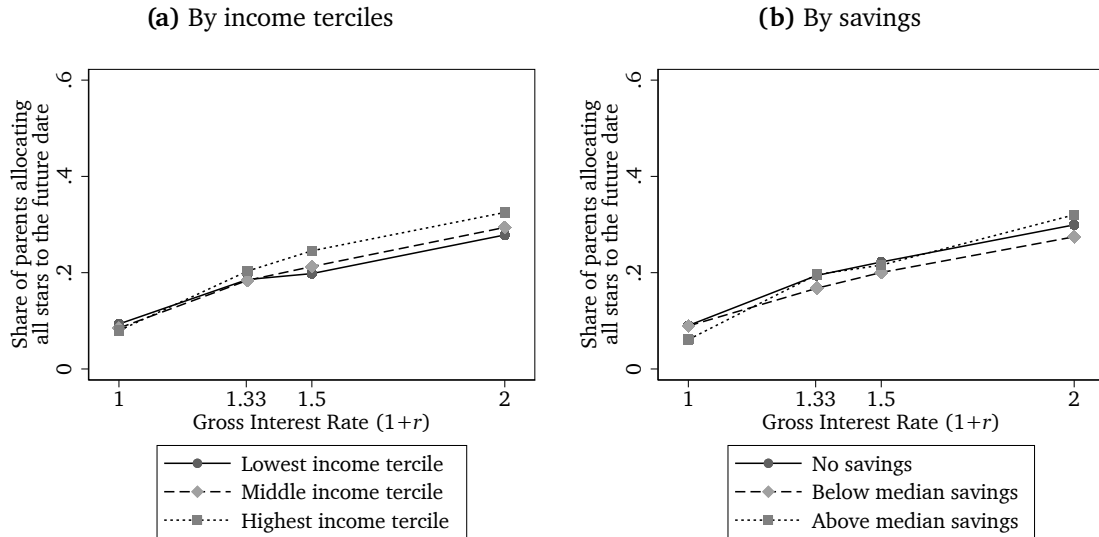 (a) By income terciles
Share of parents allocating
all stars to the future date
.6
.4
.2
0
1 1.33 1.5 2
Gross Interest Rate (1+r)
Lowest income tercile
Middle income tercile
Highest income tercile
(b) By savings
Share of parents allocating
all stars to the future date
.6
.4
.2
0
1 1.33 1.5 2
Gross Interest Rate (1+r)
No savings
Below median savings
Above median savings